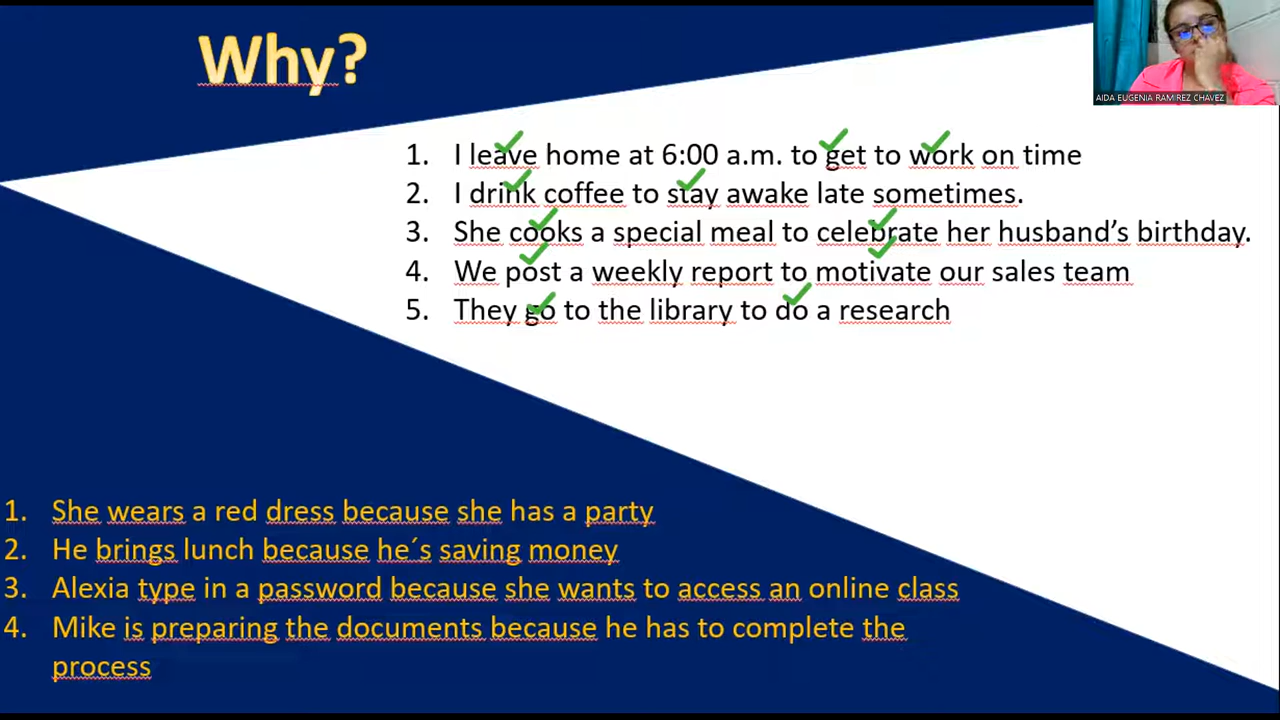 Why?
AIDA EUGENIA RAMIREZ CHAVEZ
1. I leave home at 6:00 a.m. to get to work on time
2. I drink coffee to stay awake late sometimes.
3. She cooks a special meal to celebrate her husband’s birthday.
4. We post a weekly report to motivate our sales team
5. They go to the library to do a research
1. She wears a red dress because she has a party
2. He brings lunch because he´s saving money
3. Alexia type in a password because she wants to access an online class
4. Mike is preparing the documents because he has to complete the
process